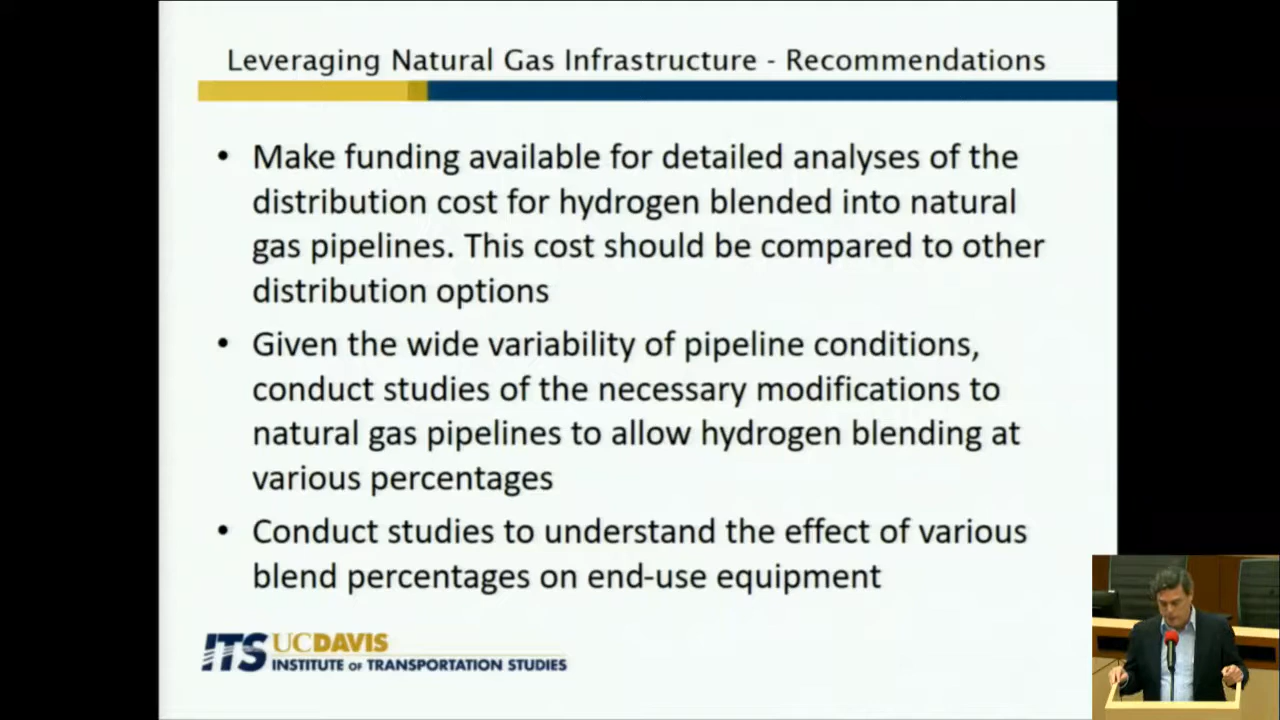 Leveraging Natural Gas Infrastructure - Recommendations
• Make funding available for detailed analyses of the
distribution cost for hydrogen blended into natural
gas pipelines. This cost should be compared to other
distribution options
• Given the wide variability of pipeline conditions,
conduct studies of the necessary modifications to
natural gas pipelines to allow hydrogen blending at
various percentages
• Conduct studies to understand the effect of various
blend percentages on end-use equipment
ITS UCDAVIS
INSTITUTE OF TRANSPORTATION STUDIES